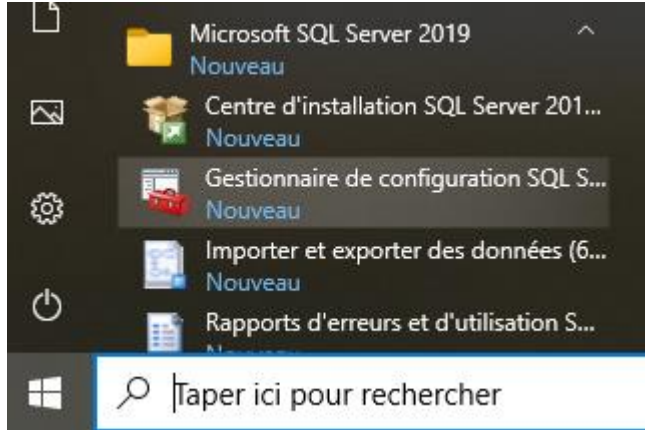 Microsoft SQL Server 2019
Nouveau
Centre d'installation SQL Server 201...
Nouveau
Gestionnaire de configuration SQL S...
Nouveau
Importer et exporter des données (6...
Nouveau
Rapports d'erreurs et d'utilisation S...
Nouveau
Taper ici pour rechercher